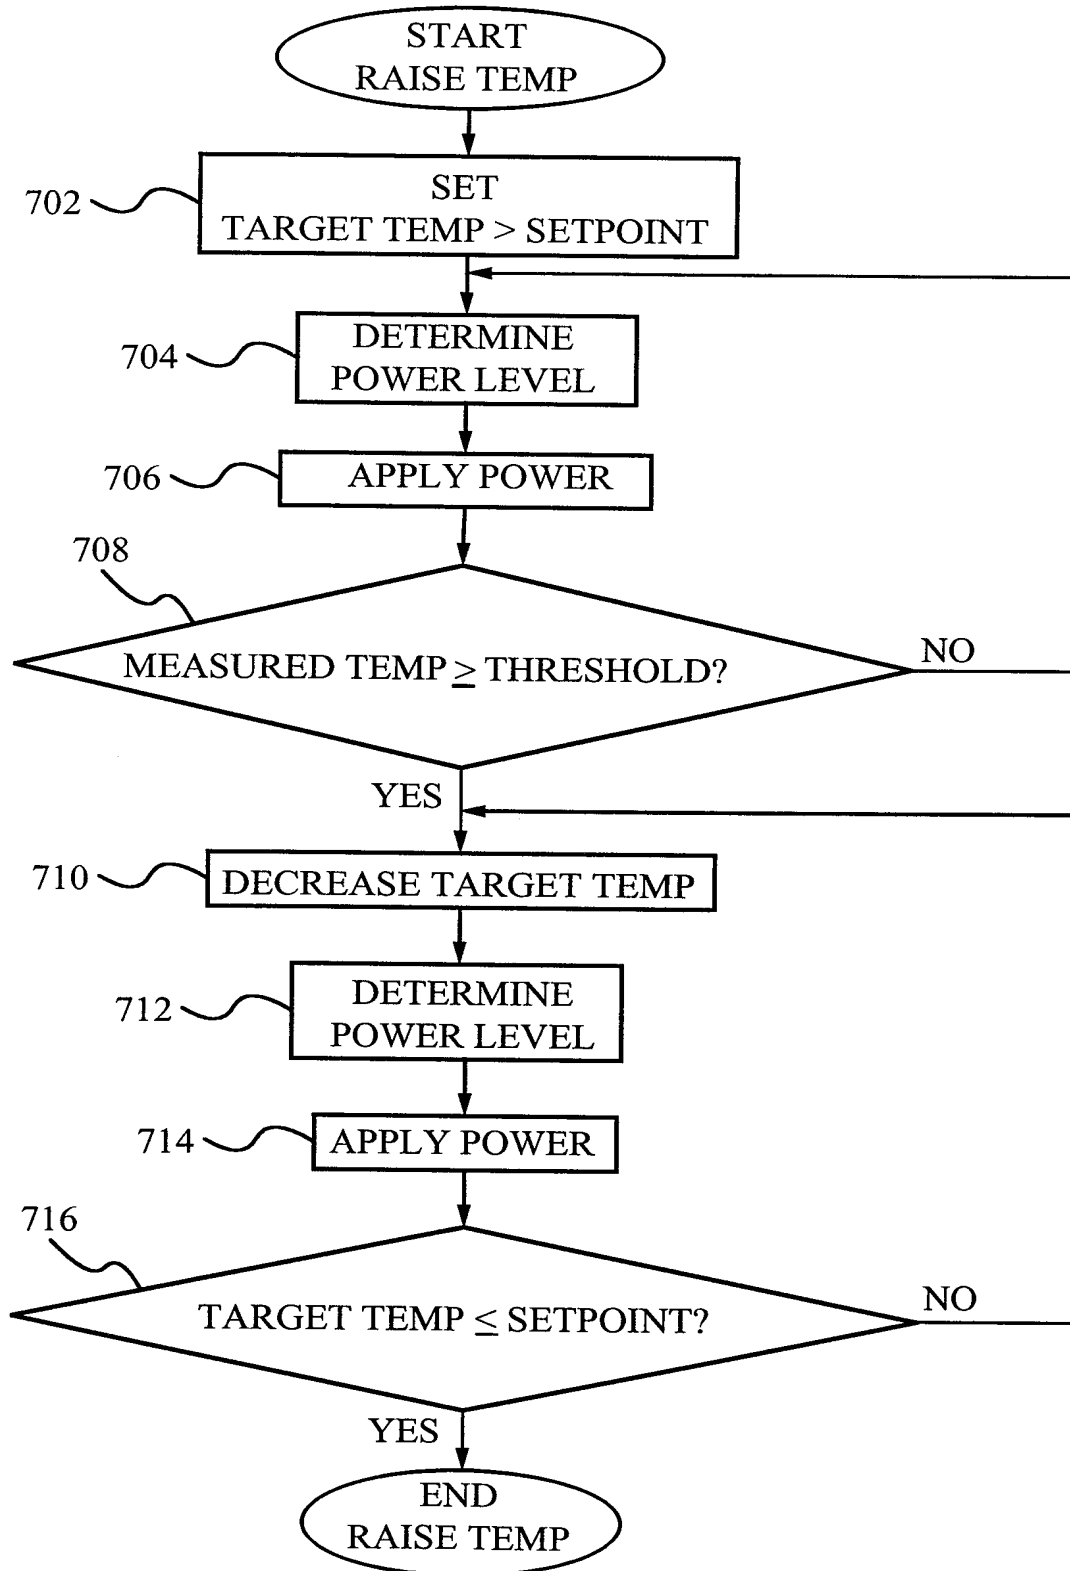 START
RAISE TEMP
702
SET
TARGET TEMP > SETPOINT
704
DETERMINE
POWER LEVEL
706
APPLY POWER
708
MEASURED TEMP ≥ THRESHOLD?
NO
YES
710
DECREASE TARGET TEMP
712
DETERMINE
POWER LEVEL
714
APPLY POWER
716
TARGET TEMP ≤ SETPOINT?
NO
YES
END
RAISE TEMP